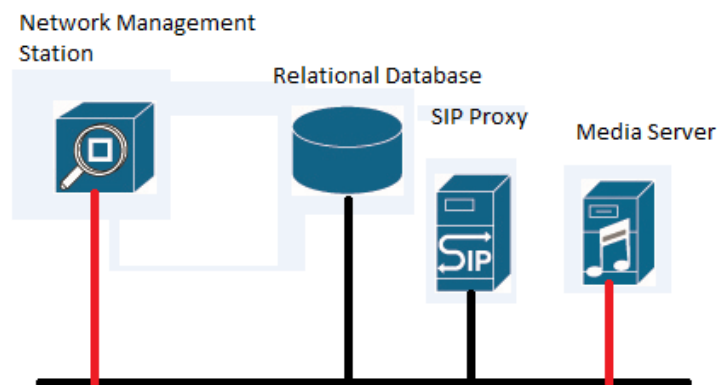 Network Management
Station
Relational Database
SIP Proxy
Media Server
SIP